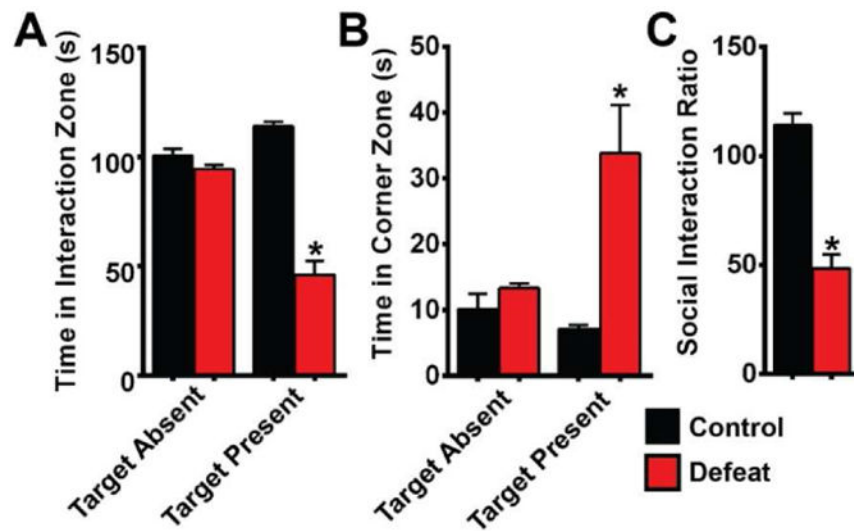 A
Time in Interaction Zone (s)
150
100
50
0
*
Target Absent
Target Present
B
Time in Corner Zone (s)
50
40
30
20
10
0
*
Target Absent
Target Present
C
Social Interaction Ratio
150
100
50
0
*
Control
Defeat